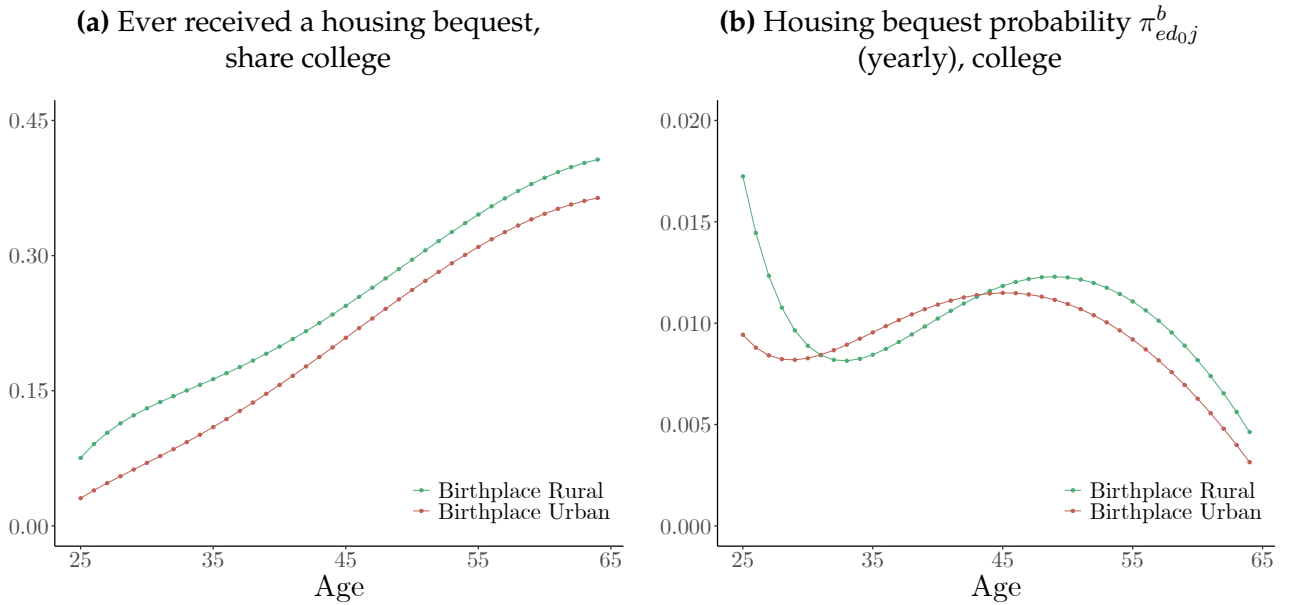 (a) Ever received a housing bequest,
share college
0.45
0.30
0.15
0.00
25 35 45 55 65
Age
Birthplace Rural
Birthplace Urban
(b) Housing bequest probability π^b_{ed_0j}
(yearly), college
0.020
0.015
0.010
0.005
0.000
25 35 45 55 65
Age
Birthplace Rural
Birthplace Urban